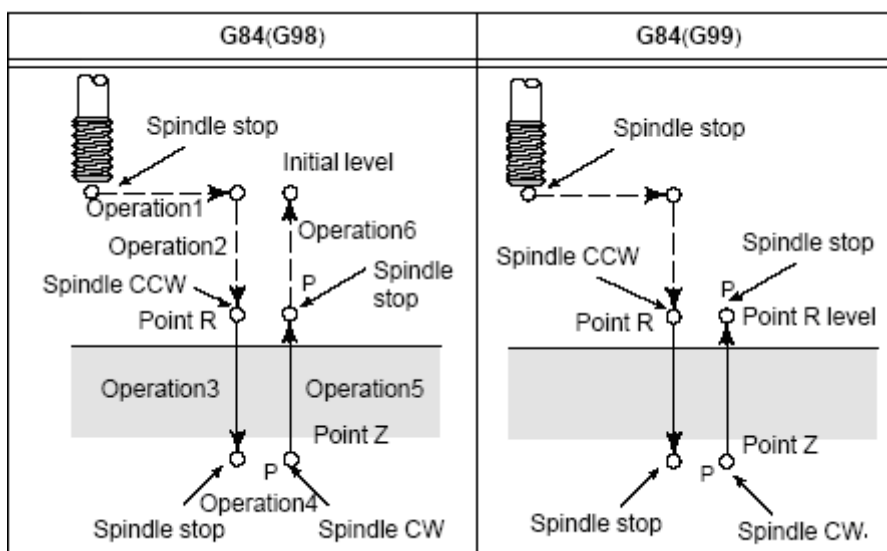 G84(G98)
Spindle stop
Initial level
Operation1
Operation2
Operation6
Spindle CCW
P
Spindle
stop
Point R
Operation3
Operation5
Point Z
P
Operation4
Spindle stop
Spindle CW
G84(G99)
Spindle stop
Spindle CCW
Spindle stop
P
Point R
Point R level
Point Z
P
Spindle stop
Spindle CW.